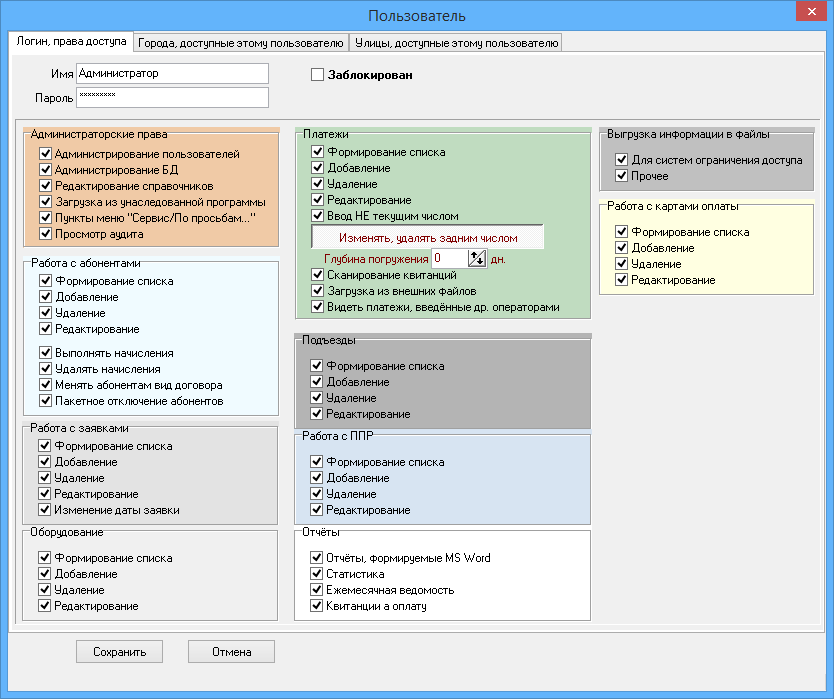 Пользователь
Логин, права доступа
Города, доступные этому пользователю
Улицы, доступные этому пользователю
Имя Администратор
Заблокирован
Пароль *********
Администраторские права
Администрирование пользователей
Администрирование БД
Редактирование справочников
Загрузка из унаследованной программы
Пункты меню "Сервис/По просьбам..."
Просмотр аудита
Работа с абонентами
Формирование списка
Добавление
Удаление
Редактирование
Выполнять начисления
Удалять начисления
Менять абонентам вид договора
Пакетное отключение абонентов
Работа с заявками
Формирование списка
Добавление
Удаление
Редактирование
Изменение даты заявки
Оборудование
Формирование списка
Добавление
Удаление
Редактирование
Платежи
Формирование списка
Добавление
Удаление
Редактирование
Ввод НЕ текущим числом
Изменять, удалять задним числом
Глубина погружения 0 дн.
Сканирование квитанций
Загрузка из внешних файлов
Видеть платежи, введённые др. операторами
Подъезды
Формирование списка
Добавление
Удаление
Редактирование
Работа с ППР
Формирование списка
Добавление
Удаление
Редактирование
Отчёты
Отчёты, формируемые MS Word
Статистика
Ежемесячная ведомость
Квитанции а оплату
Выгрузка информации в файлы
Для систем ограничения доступа
Прочее
Работа с картами оплаты
Формирование списка
Добавление
Удаление
Редактирование
Сохранить
Отмена